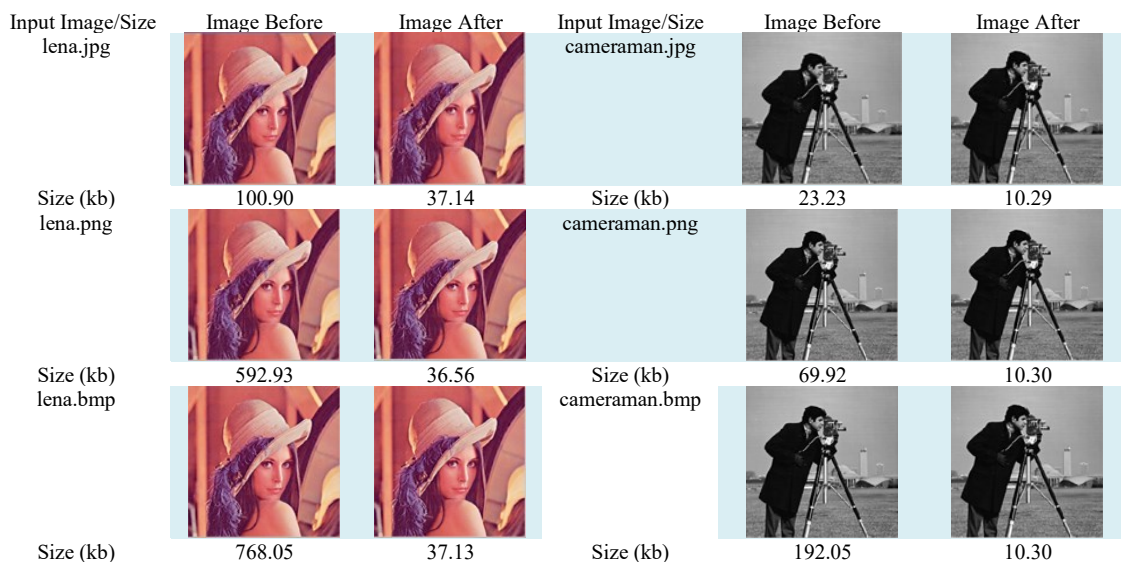 Input Image/Size Image Before Image After Input Image/Size Image Before Image After
lena.jpg cameraman.jpg
Size (kb) 100.90 37.14 Size (kb) 23.23 10.29
lena.png cameraman.png
Size (kb) 592.93 36.56 Size (kb) 69.92 10.30
lena.bmp cameraman.bmp
Size (kb) 768.05 37.13 Size (kb) 192.05 10.30